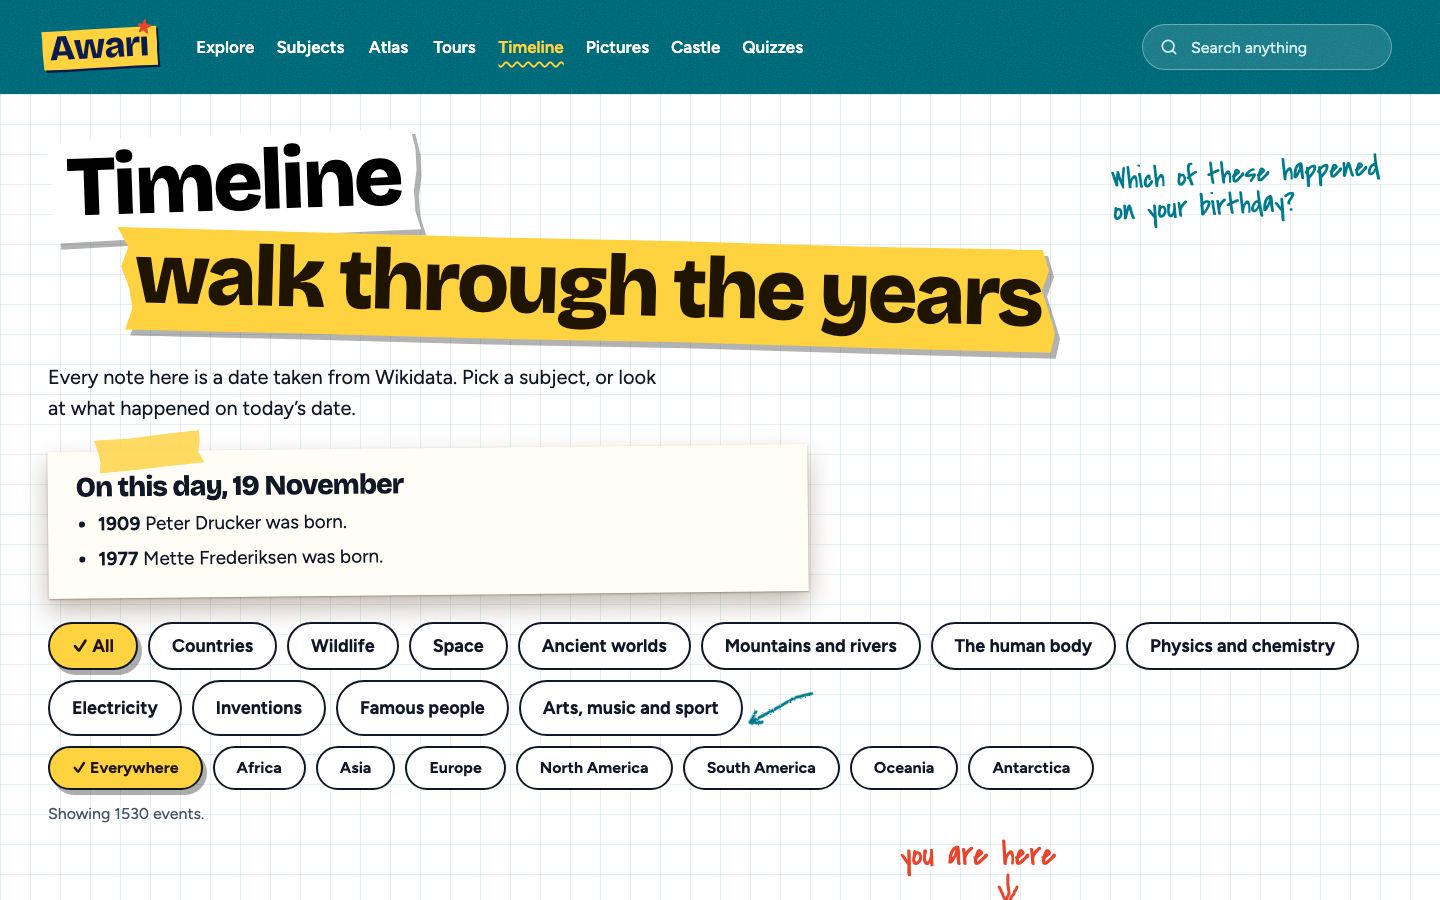 Awari
Explore Subjects Atlas Tours Timeline Pictures Castle Quizzes
Search anything
Timeline
walk through the years
Which of these happened
on your birthday?
Every note here is a date taken from Wikidata. Pick a subject, or look
at what happened on today’s date.
On this day, 19 November
1909 Peter Drucker was born.
1977 Mette Frederiksen was born.
All Countries Wildlife Space Ancient worlds Mountains and rivers The human body Physics and chemistry
Electricity Inventions Famous people Arts, music and sport
Everywhere Africa Asia Europe North America South America Oceania Antarctica
Showing 1530 events.
you are here